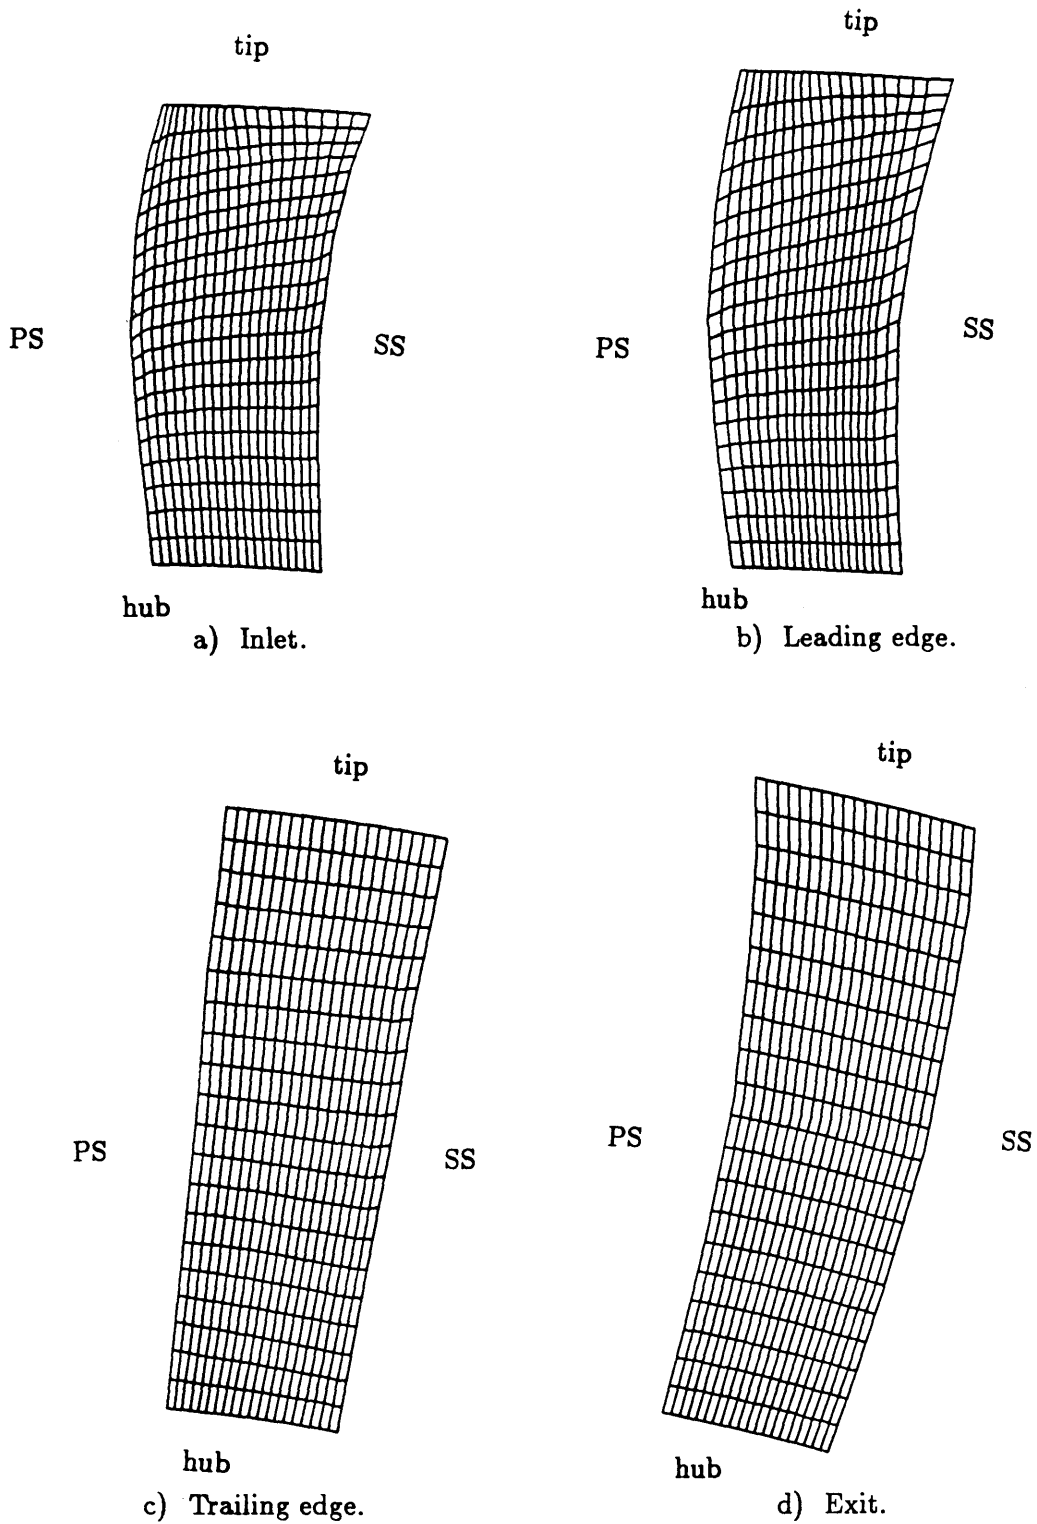 tip
tip
PS
SS
PS
SS
hub
a) Inlet.
hub
b) Leading edge.
tip
tip
PS
SS
PS
SS
hub
c) Trailing edge.
hub
d) Exit.